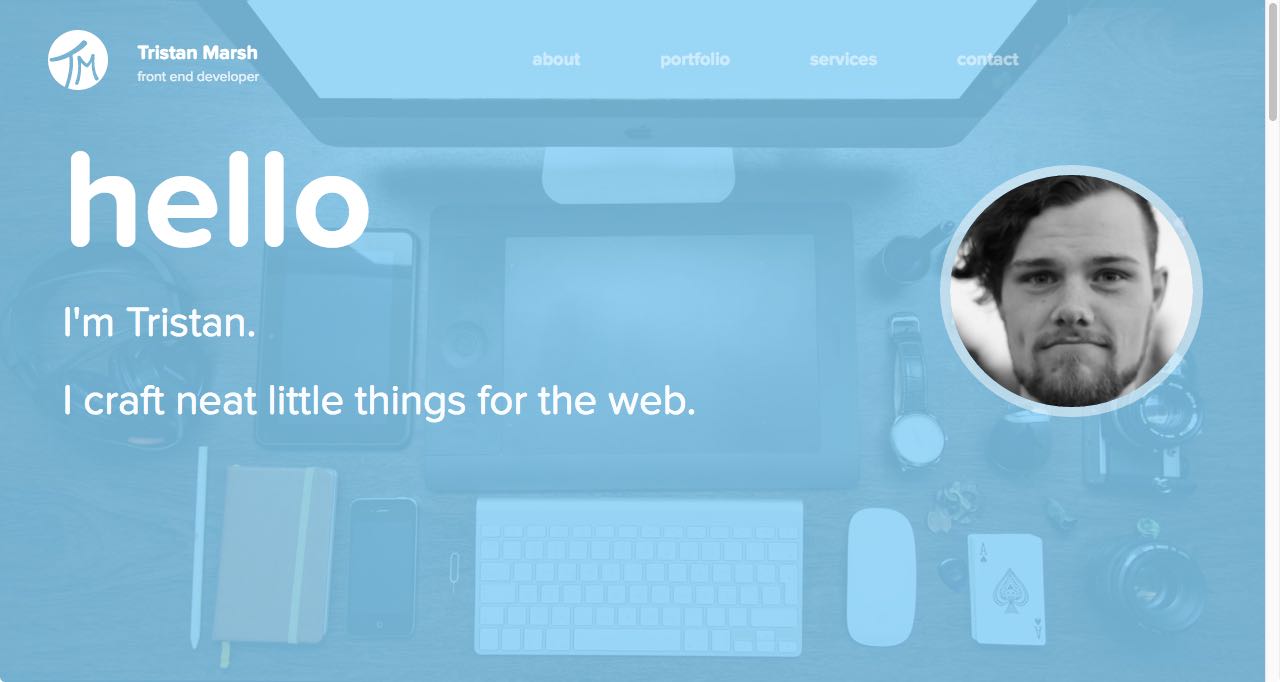 TM
Tristan Marsh
front end developer
about
portfolio
services
contact
hello
I'm Tristan.
I craft neat little things for the web.
A
A